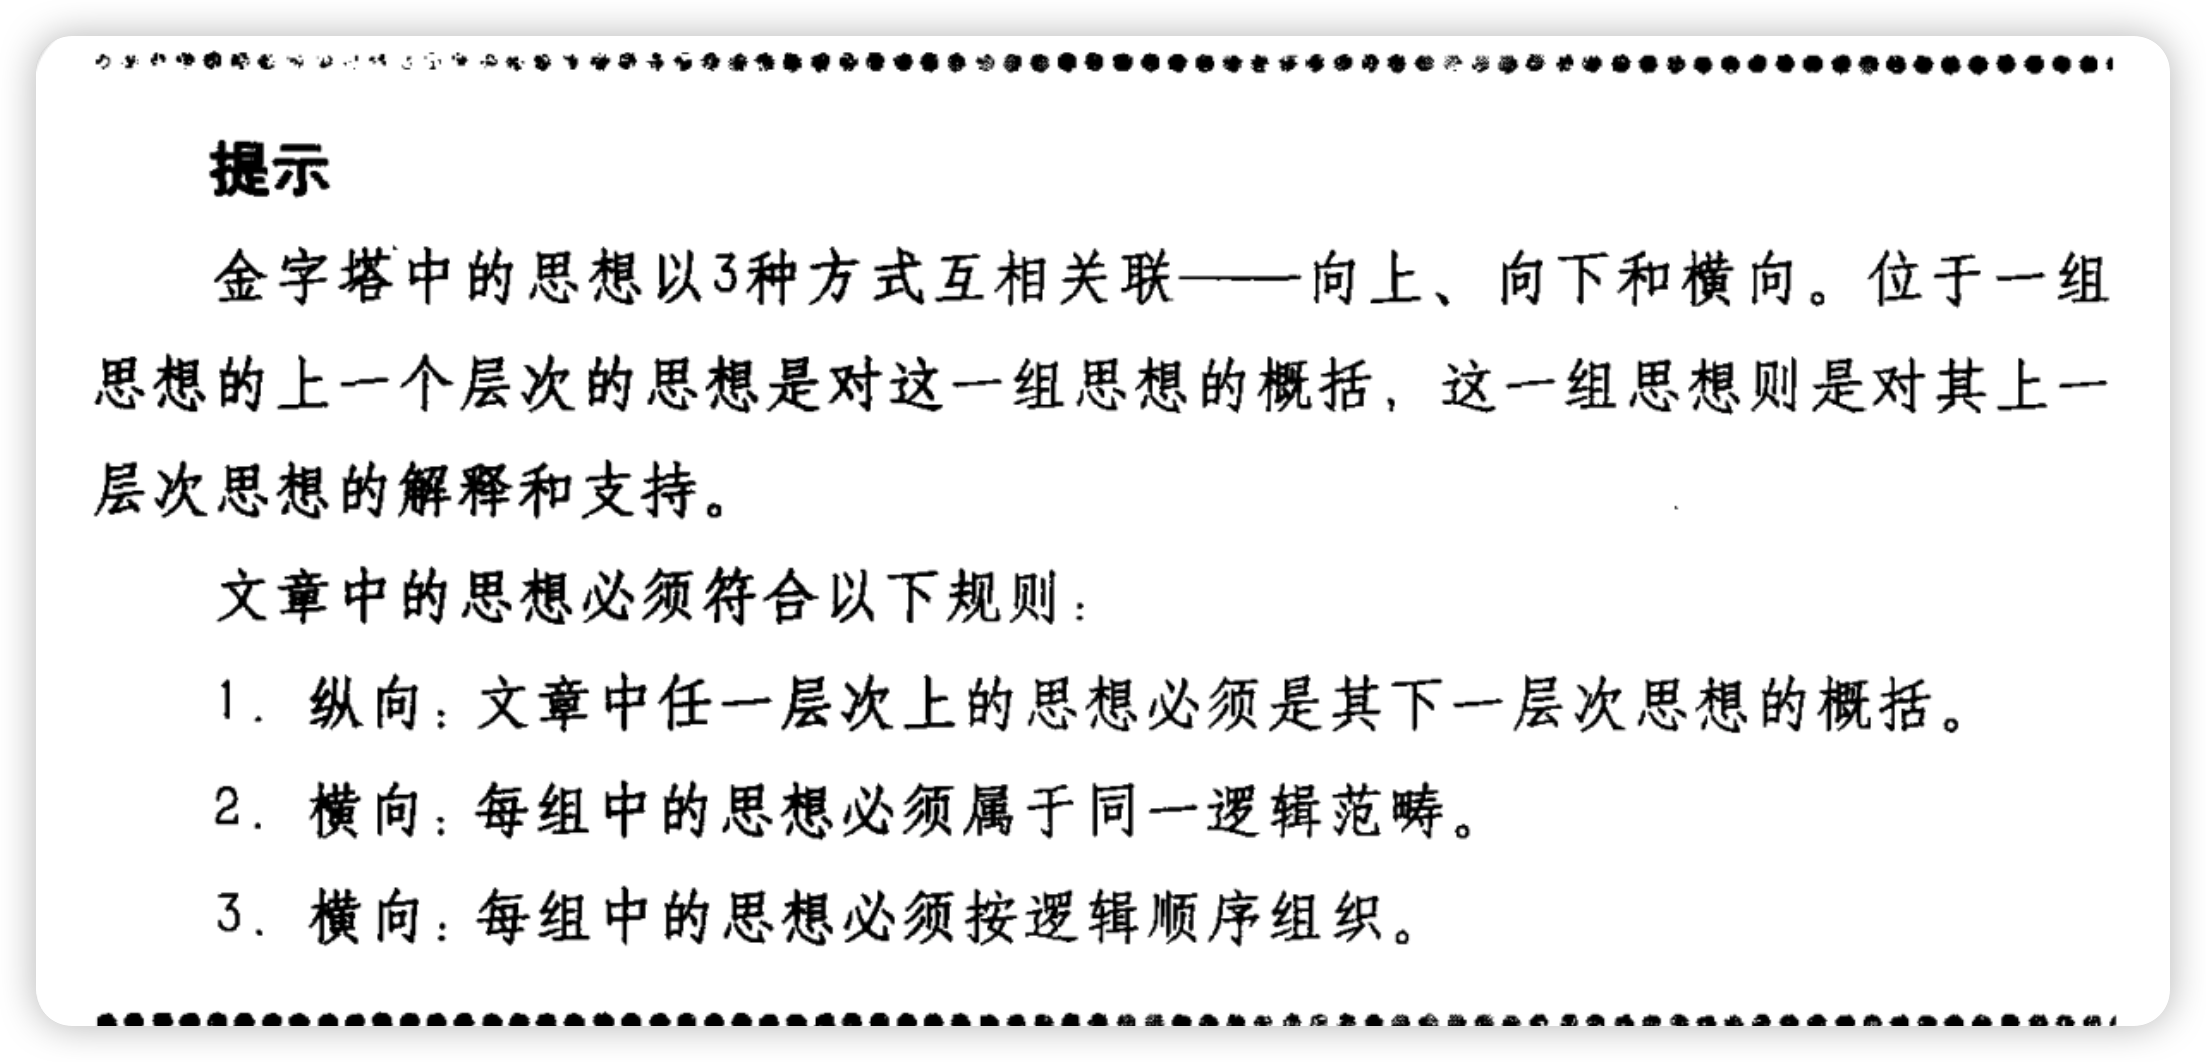 提示
金字塔中的思想以3种方式互相关联——向上、向下和横向。位于一组
思想的上一个层次的思想是对这一组思想的概括，这一组思想则是对其上一
层次思想的解释和支持。
文章中的思想必须符合以下规则：
1. 纵向：文章中任一层次上的思想必须是其下一层次思想的概括。
2. 横向：每组中的思想必须属于同一逻辑范畴。
3. 横向：每组中的思想必须按逻辑顺序组织。